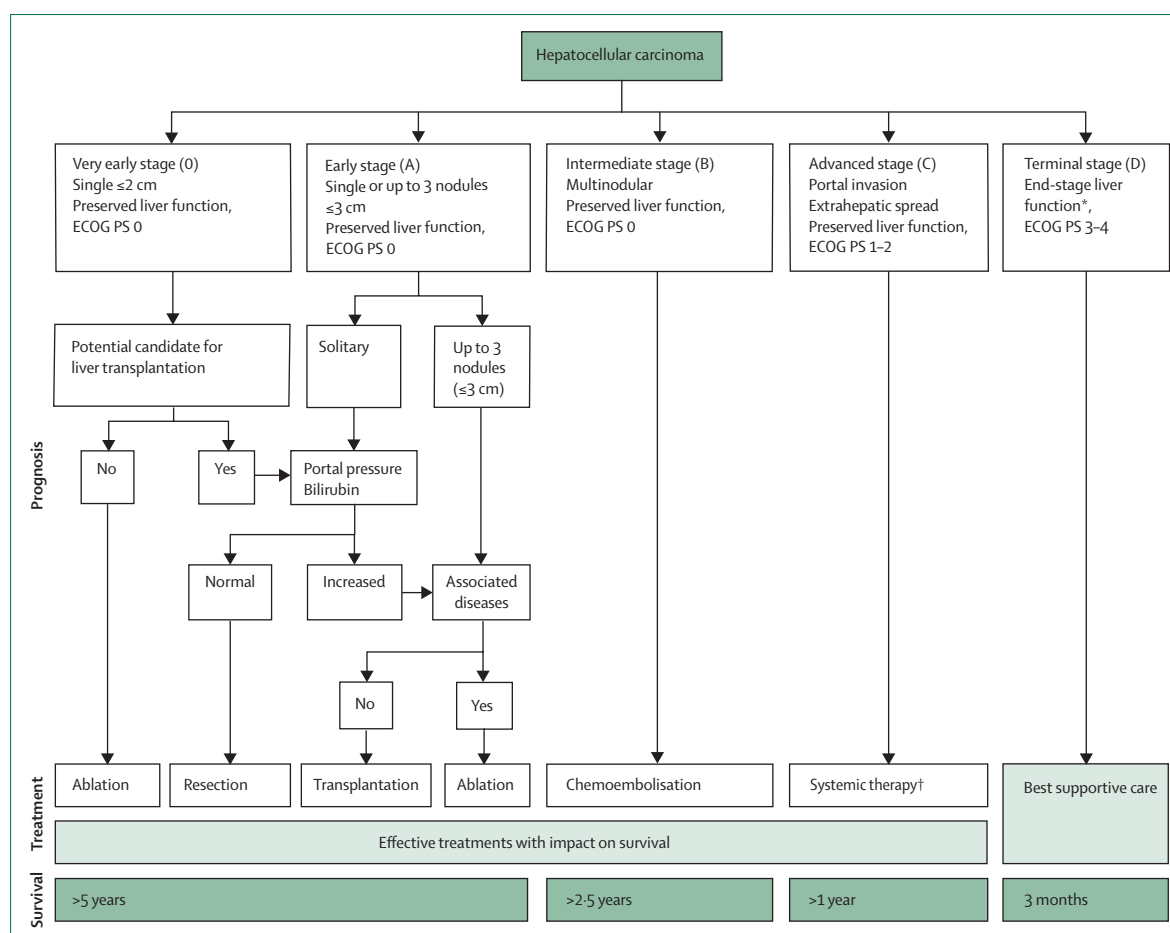 Hepatocellular carcinoma
Very early stage (0)
Single ≤2 cm
Preserved liver function,
ECOG PS 0
Early stage (A)
Single or up to 3 nodules
≤3 cm
Preserved liver function,
ECOG PS 0
Intermediate stage (B)
Multinodular
Preserved liver function,
ECOG PS 0
Advanced stage (C)
Portal invasion
Extrahepatic spread
Preserved liver function,
ECOG PS 1–2
Terminal stage (D)
End-stage liver
function*,
ECOG PS 3–4
Prognosis
Potential candidate for
liver transplantation
Solitary
Up to 3
nodules
(≤3 cm)
No
Yes
Portal pressure
Bilirubin
Normal
Increased
Associated
diseases
No
Yes
Treatment
Ablation
Resection
Transplantation
Ablation
Chemoembolisation
Systemic therapy†
Best supportive care
Effective treatments with impact on survival
Survival
>5 years
>2·5 years
>1 year
3 months